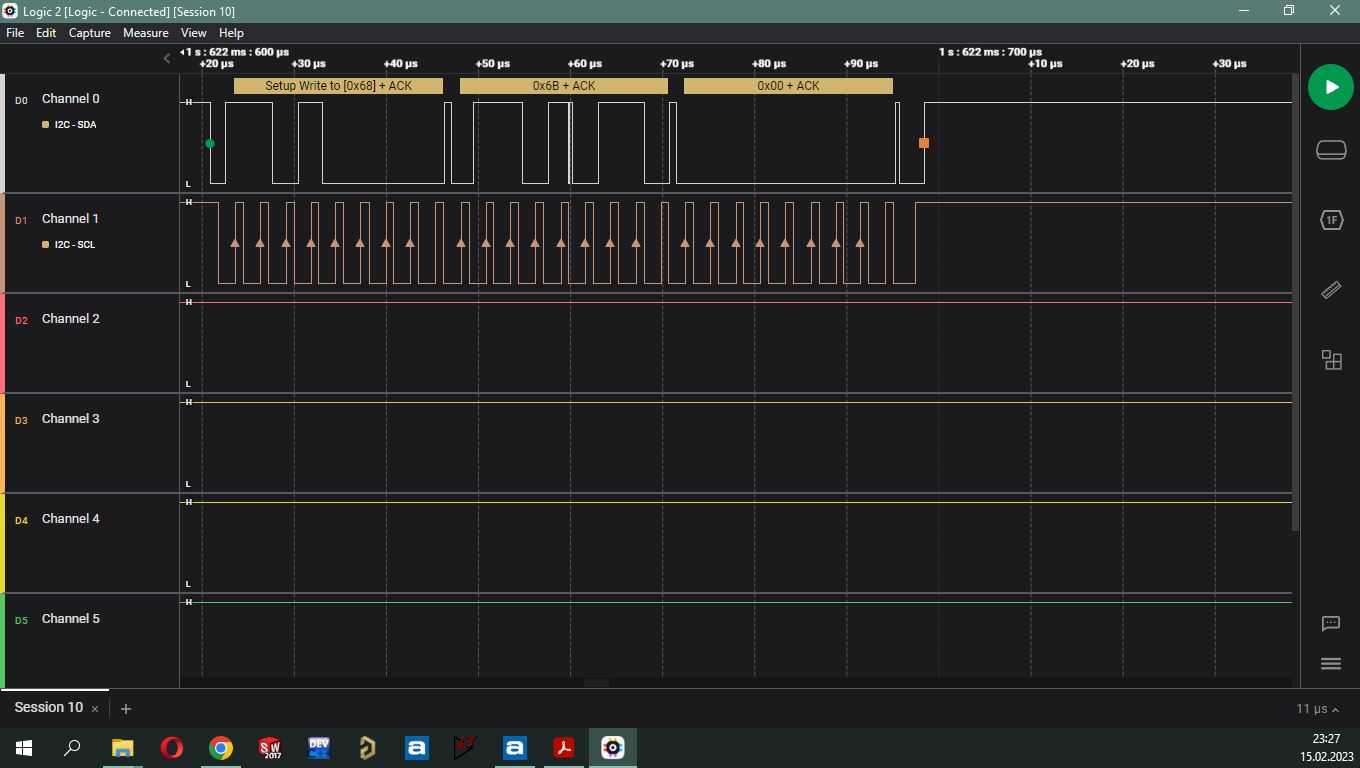 Logic 2 [Logic - Connected] [Session 10]
File Edit Capture Measure View Help
1 s : 622 ms : 600 µs 1 s : 622 ms : 700 µs
+20 µs +30 µs +40 µs +50 µs +60 µs +70 µs +80 µs +90 µs +10 µs +20 µs +30 µs
Setup Write to [0x68] + ACK 0x6B + ACK 0x00 + ACK
D0 Channel 0 H
I2C - SDA
L
D1 Channel 1 H
I2C - SCL
L
1F
D2 Channel 2 H
L
D3 Channel 3 H
L
D4 Channel 4 H
L
D5 Channel 5 H
Session 10
11 µs
SW 2017
DEV C++
a
a
23:27
15.02.2023